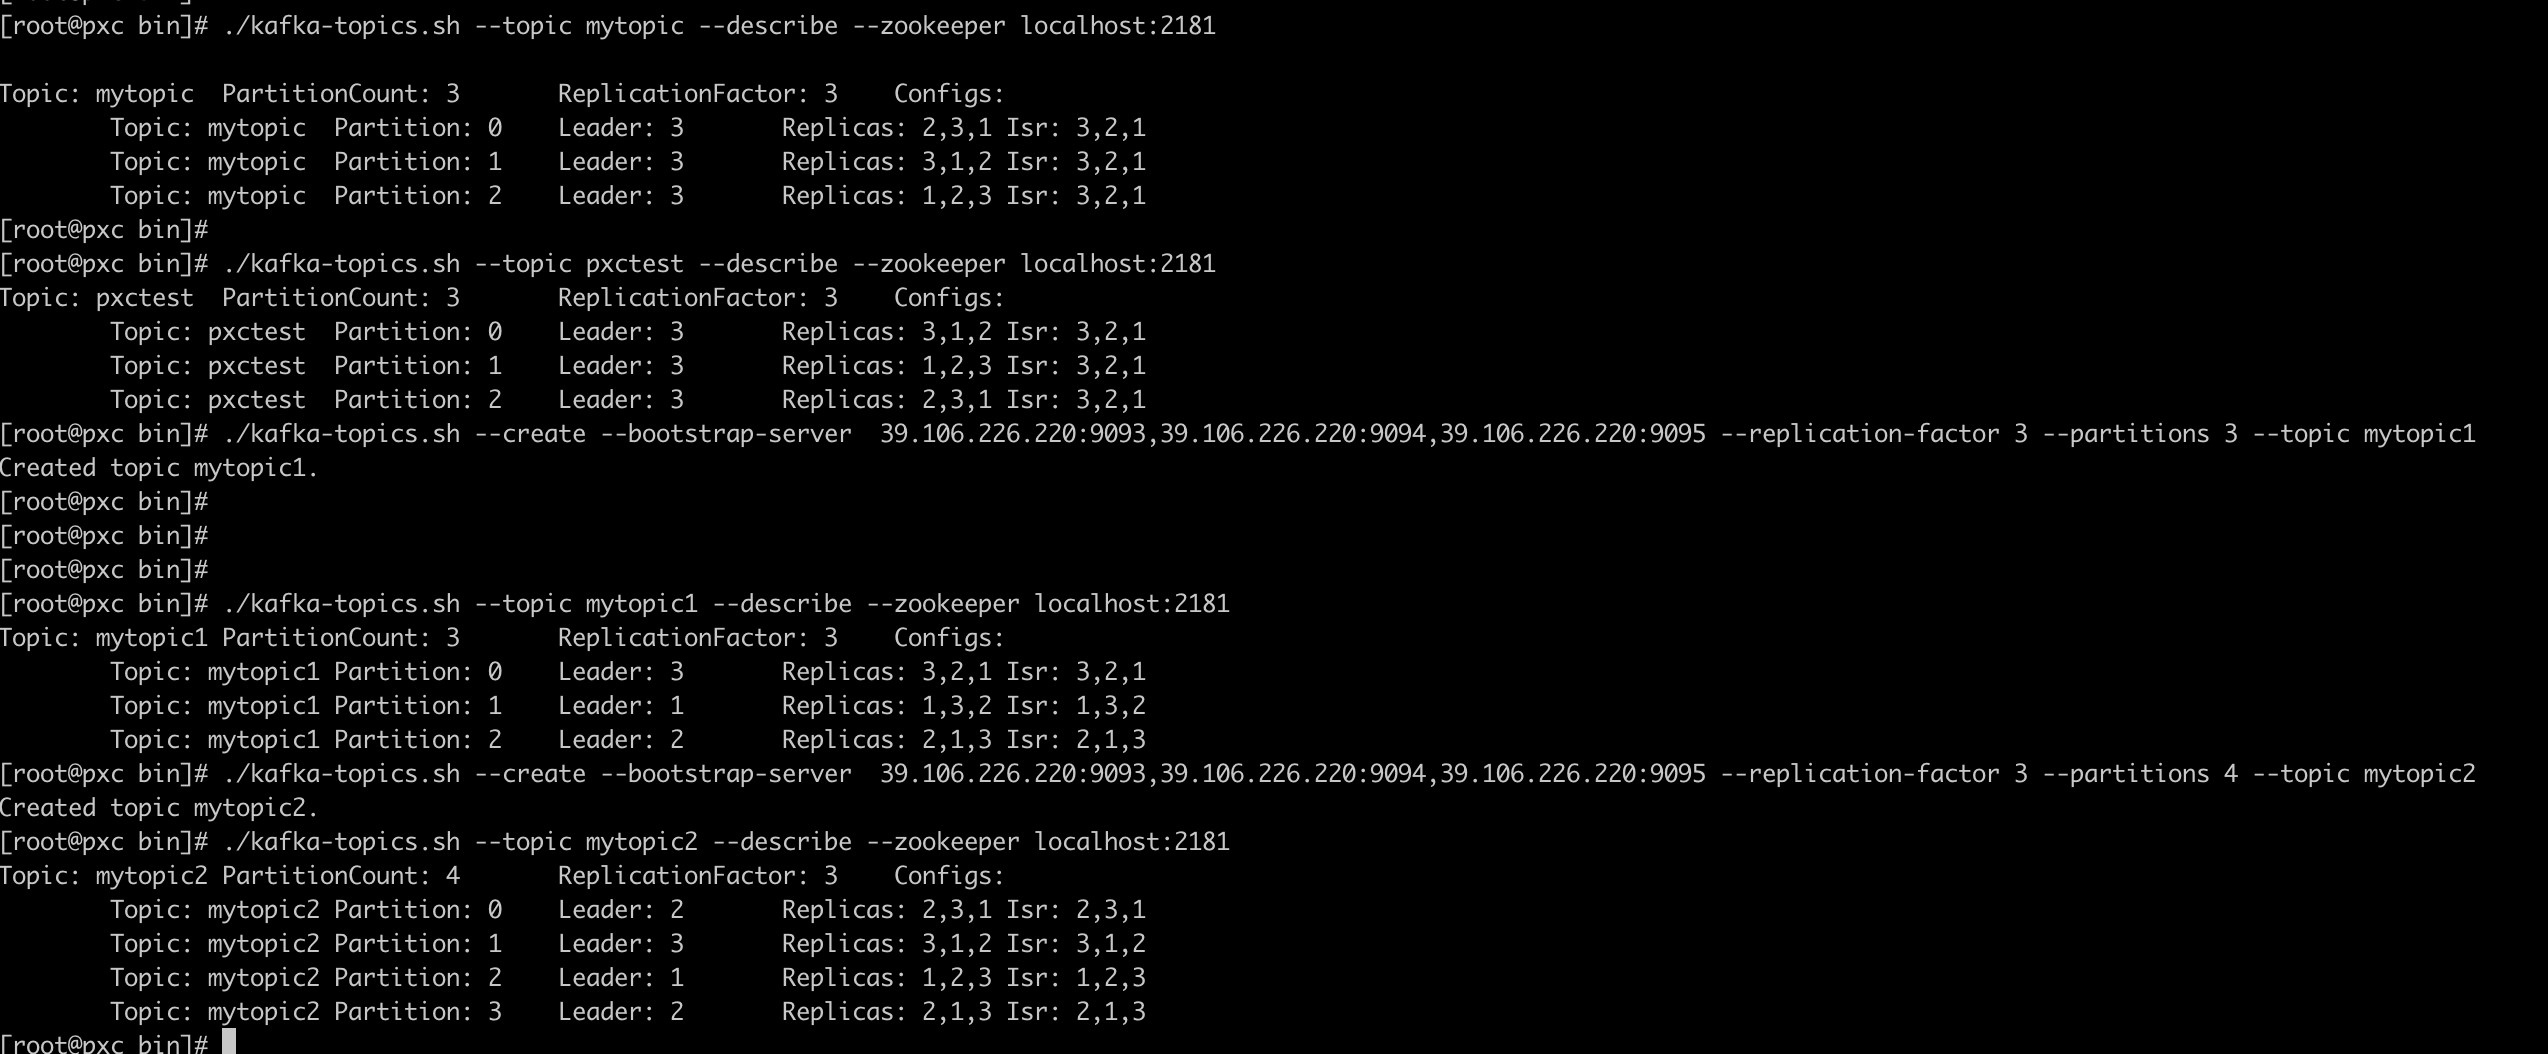 [root@pxc bin]# ./kafka-topics.sh --topic mytopic --describe --zookeeper localhost:2181
Topic: mytopic  PartitionCount: 3       ReplicationFactor: 3    Configs:
        Topic: mytopic  Partition: 0    Leader: 3       Replicas: 2,3,1 Isr: 3,2,1
        Topic: mytopic  Partition: 1    Leader: 3       Replicas: 3,1,2 Isr: 3,2,1
        Topic: mytopic  Partition: 2    Leader: 3       Replicas: 1,2,3 Isr: 3,2,1
[root@pxc bin]#
[root@pxc bin]# ./kafka-topics.sh --topic pxctest --describe --zookeeper localhost:2181
Topic: pxctest  PartitionCount: 3       ReplicationFactor: 3    Configs:
        Topic: pxctest  Partition: 0    Leader: 3       Replicas: 3,1,2 Isr: 3,2,1
        Topic: pxctest  Partition: 1    Leader: 3       Replicas: 1,2,3 Isr: 3,2,1
        Topic: pxctest  Partition: 2    Leader: 3       Replicas: 2,3,1 Isr: 3,2,1
[root@pxc bin]# ./kafka-topics.sh --create --bootstrap-server  39.106.226.220:9093,39.106.226.220:9094,39.106.226.220:9095 --replication-factor 3 --partitions 3 --topic mytopic1
Created topic mytopic1.
[root@pxc bin]#
[root@pxc bin]#
[root@pxc bin]#
[root@pxc bin]# ./kafka-topics.sh --topic mytopic1 --describe --zookeeper localhost:2181
Topic: mytopic1 PartitionCount: 3       ReplicationFactor: 3    Configs:
        Topic: mytopic1 Partition: 0    Leader: 3       Replicas: 3,2,1 Isr: 3,2,1
        Topic: mytopic1 Partition: 1    Leader: 1       Replicas: 1,3,2 Isr: 1,3,2
        Topic: mytopic1 Partition: 2    Leader: 2       Replicas: 2,1,3 Isr: 2,1,3
[root@pxc bin]# ./kafka-topics.sh --create --bootstrap-server  39.106.226.220:9093,39.106.226.220:9094,39.106.226.220:9095 --replication-factor 3 --partitions 4 --topic mytopic2
Created topic mytopic2.
[root@pxc bin]# ./kafka-topics.sh --topic mytopic2 --describe --zookeeper localhost:2181
Topic: mytopic2 PartitionCount: 4       ReplicationFactor: 3    Configs:
        Topic: mytopic2 Partition: 0    Leader: 2       Replicas: 2,3,1 Isr: 2,3,1
        Topic: mytopic2 Partition: 1    Leader: 3       Replicas: 3,1,2 Isr: 3,1,2
        Topic: mytopic2 Partition: 2    Leader: 1       Replicas: 1,2,3 Isr: 1,2,3
        Topic: mytopic2 Partition: 3    Leader: 2       Replicas: 2,1,3 Isr: 2,1,3
[root@pxc bin]#